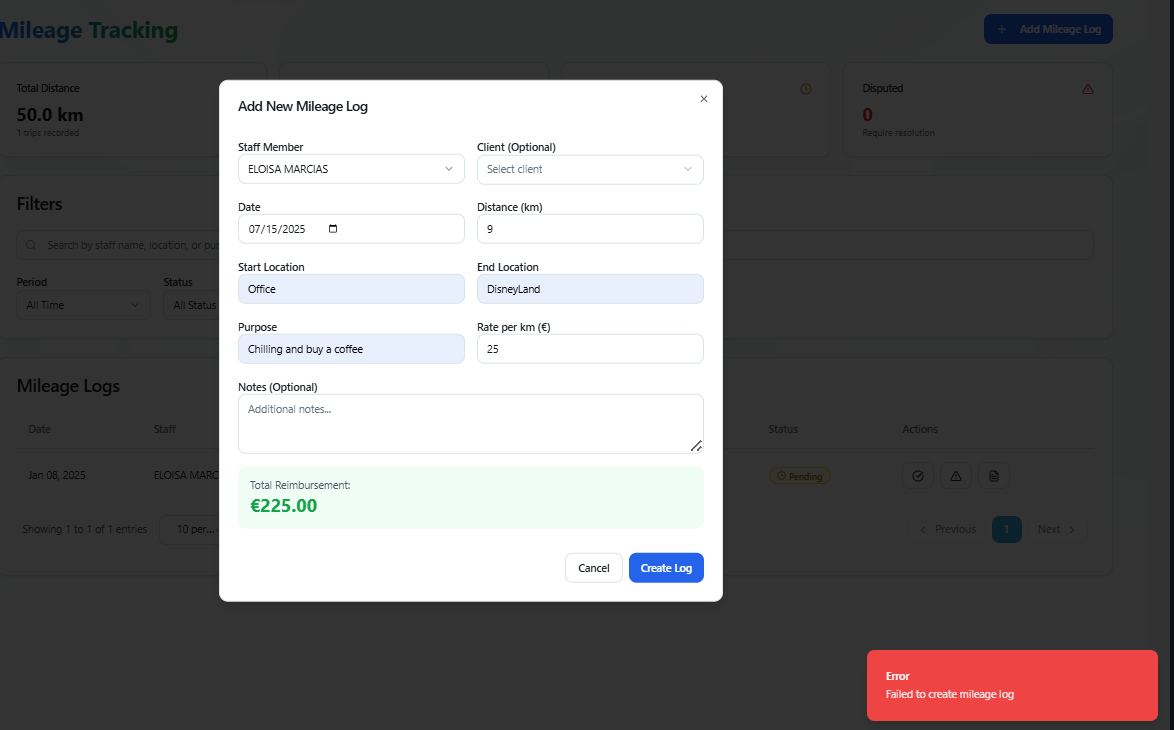 Mileage Tracking
+ Add Mileage Log
Total Distance
50.0 km
1 trips recorded
Disputed
0
Require resolution
Add New Mileage Log
Staff Member
Client (Optional)
ELOISA MARCIAS
Select client
Date
Distance (km)
07/15/2025
9
Start Location
End Location
Office
DisneyLand
Purpose
Rate per km (€)
Chilling and buy a coffee
25
Notes (Optional)
Additional notes...
Total Reimbursement:
€225.00
Cancel
Create Log
Filters
Search by staff name, location, or pur
Period
Status
All Time
All Status
Mileage Logs
Date
Staff
Status
Actions
Jan 08, 2025
ELOISA MARC
Pending
Showing 1 to 1 of 1 entries
10 per...
Previous
1
Next
Error
Failed to create mileage log